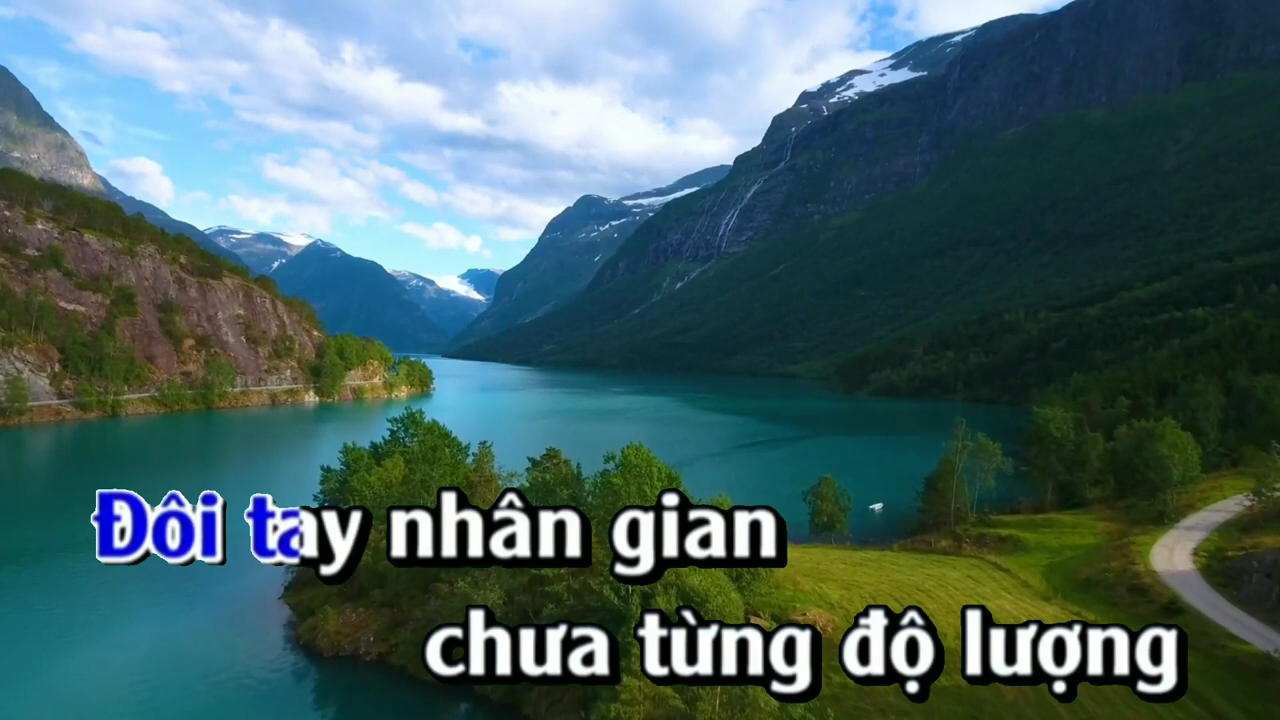 Đôi tay nhân gian
chưa từng độ lượng